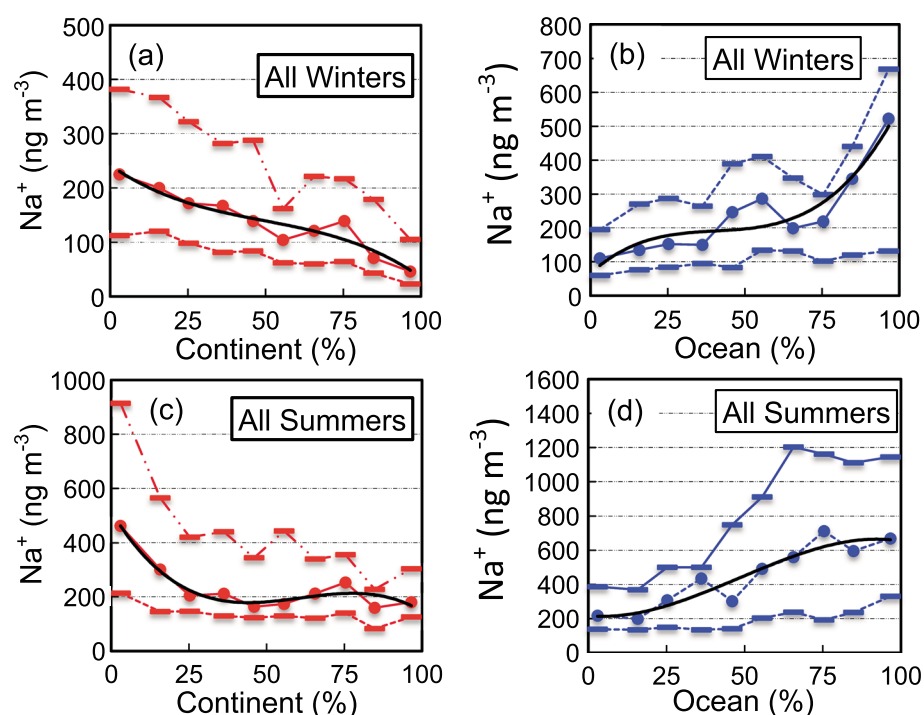 (a)
All Winters
Na⁺ (ng m⁻³)
500
400
300
200
100
0
0 25 50 75 100
Continent (%)
(b)
All Winters
Na⁺ (ng m⁻³)
800
700
600
500
400
300
200
100
0
0 25 50 75 100
Ocean (%)
(c)
All Summers
Na⁺ (ng m⁻³)
1000
800
600
400
200
0
0 25 50 75 100
Continent (%)
(d)
All Summers
Na⁺ (ng m⁻³)
1600
1400
1200
1000
800
600
400
200
0
0 25 50 75 100
Ocean (%)